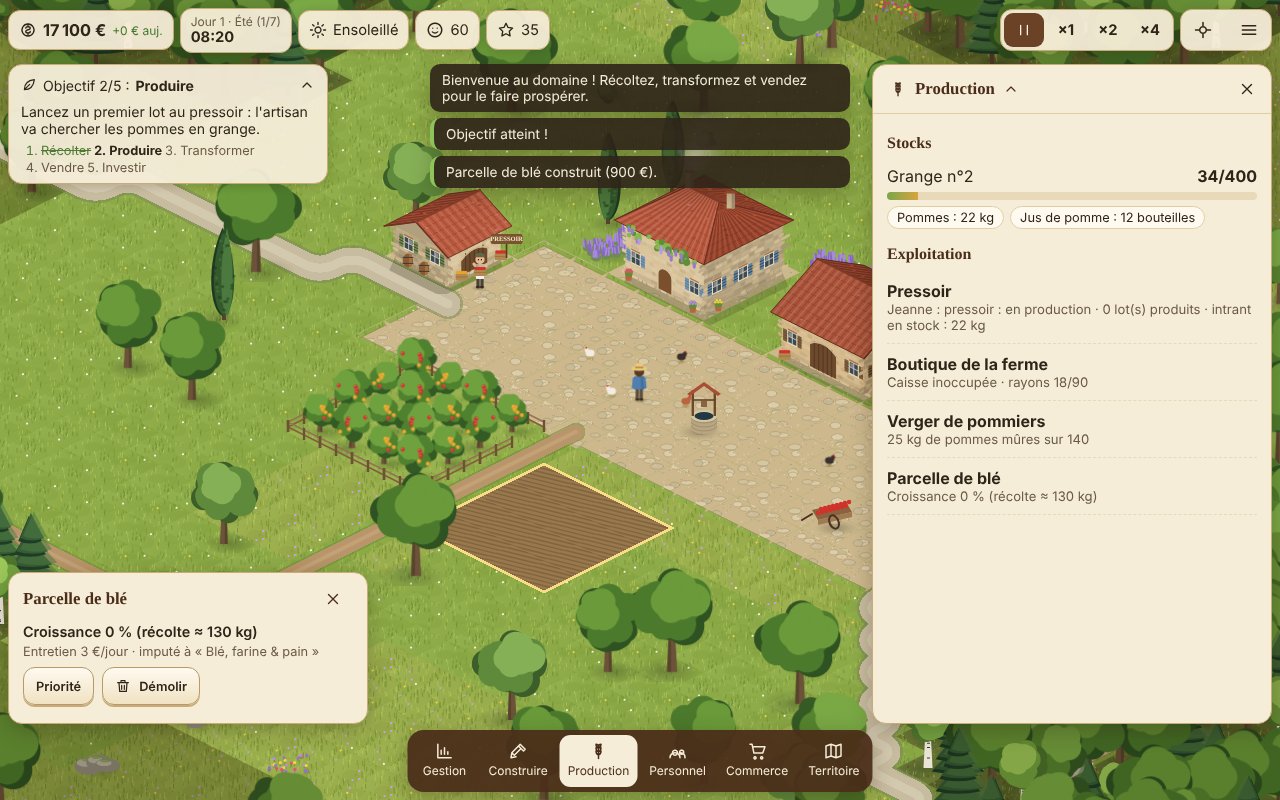 17 100 € +0 € auj.
Jour 1 · Été (1/7)
08:20
Ensoleillé
60
35
×1
×2
×4
Objectif 2/5 : Produire
Lancez un premier lot au pressoir : l'artisan
va chercher les pommes en grange.
1. Récolter 2. Produire 3. Transformer
4. Vendre 5. Investir
Bienvenue au domaine ! Récoltez, transformez et vendez
pour le faire prospérer.
Objectif atteint !
Parcelle de blé construit (900 €).
PRESSOIR
Production
Stocks
Grange n°2 34/400
Pommes : 22 kg
Jus de pomme : 12 bouteilles
Exploitation
Pressoir
Jeanne : pressoir : en production · 0 lot(s) produits · intrant
en stock : 22 kg
Boutique de la ferme
Caisse inoccupée · rayons 18/90
Verger de pommiers
25 kg de pommes mûres sur 140
Parcelle de blé
Croissance 0 % (récolte ≈ 130 kg)
Parcelle de blé
Croissance 0 % (récolte ≈ 130 kg)
Entretien 3 €/jour · imputé à « Blé, farine & pain »
Priorité
Démolir
Gestion
Construire
Production
Personnel
Commerce
Territoire